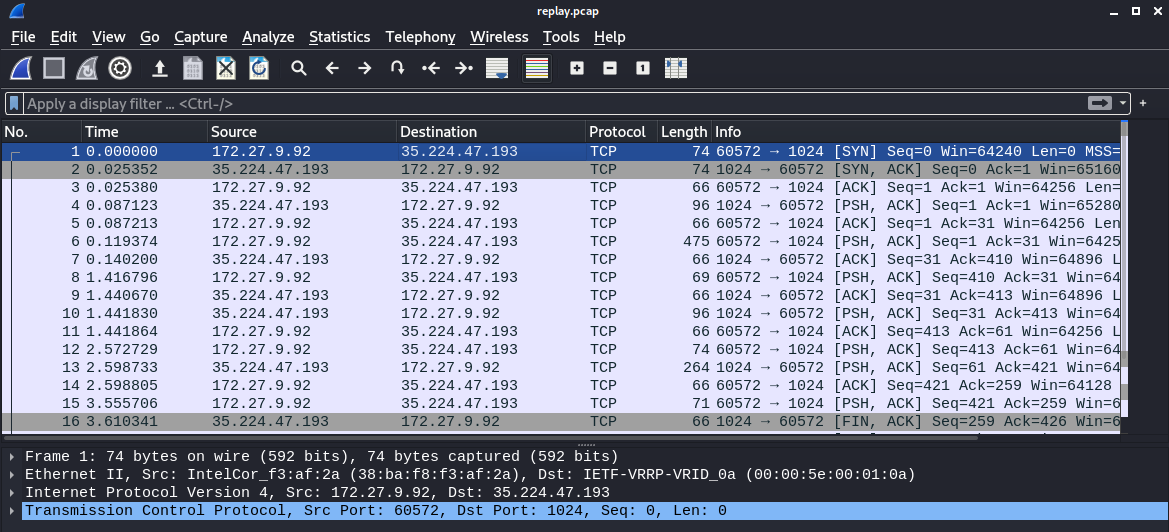 replay.pcap
File Edit View Go Capture Analyze Statistics Telephony Wireless Tools Help
Apply a display filter … <Ctrl-/>
No. Time Source Destination Protocol Length Info
1 0.000000 172.27.9.92 35.224.47.193 TCP 74 60572 → 1024 [SYN] Seq=0 Win=64240 Len=0 MSS=
2 0.025352 35.224.47.193 172.27.9.92 TCP 74 1024 → 60572 [SYN, ACK] Seq=0 Ack=1 Win=65160
3 0.025380 172.27.9.92 35.224.47.193 TCP 66 60572 → 1024 [ACK] Seq=1 Ack=1 Win=64256 Len=
4 0.087123 35.224.47.193 172.27.9.92 TCP 96 1024 → 60572 [PSH, ACK] Seq=1 Ack=1 Win=65280
5 0.087213 172.27.9.92 35.224.47.193 TCP 66 60572 → 1024 [ACK] Seq=1 Ack=31 Win=64256 Len
6 0.119374 172.27.9.92 35.224.47.193 TCP 475 60572 → 1024 [PSH, ACK] Seq=1 Ack=31 Win=6425
7 0.140200 35.224.47.193 172.27.9.92 TCP 66 1024 → 60572 [ACK] Seq=31 Ack=410 Win=64896 L
8 1.416796 172.27.9.92 35.224.47.193 TCP 69 60572 → 1024 [PSH, ACK] Seq=410 Ack=31 Win=64
9 1.440670 35.224.47.193 172.27.9.92 TCP 66 1024 → 60572 [ACK] Seq=31 Ack=413 Win=64896 L
10 1.441830 35.224.47.193 172.27.9.92 TCP 96 1024 → 60572 [PSH, ACK] Seq=31 Ack=413 Win=64
11 1.441864 172.27.9.92 35.224.47.193 TCP 66 60572 → 1024 [ACK] Seq=413 Ack=61 Win=64256 L
12 2.572729 172.27.9.92 35.224.47.193 TCP 74 60572 → 1024 [PSH, ACK] Seq=413 Ack=61 Win=64
13 2.598733 35.224.47.193 172.27.9.92 TCP 264 1024 → 60572 [PSH, ACK] Seq=61 Ack=421 Win=64
14 2.598805 172.27.9.92 35.224.47.193 TCP 66 60572 → 1024 [ACK] Seq=421 Ack=259 Win=64128
15 3.555706 172.27.9.92 35.224.47.193 TCP 71 60572 → 1024 [PSH, ACK] Seq=421 Ack=259 Win=6
16 3.610341 35.224.47.193 172.27.9.92 TCP 66 1024 → 60572 [FIN, ACK] Seq=259 Ack=426 Win=6
Frame 1: 74 bytes on wire (592 bits), 74 bytes captured (592 bits)
Ethernet II, Src: IntelCor_f3:af:2a (38:ba:f8:f3:af:2a), Dst: IETF-VRRP-VRID_0a (00:00:5e:00:01:0a)
Internet Protocol Version 4, Src: 172.27.9.92, Dst: 35.224.47.193
Transmission Control Protocol, Src Port: 60572, Dst Port: 1024, Seq: 0, Len: 0